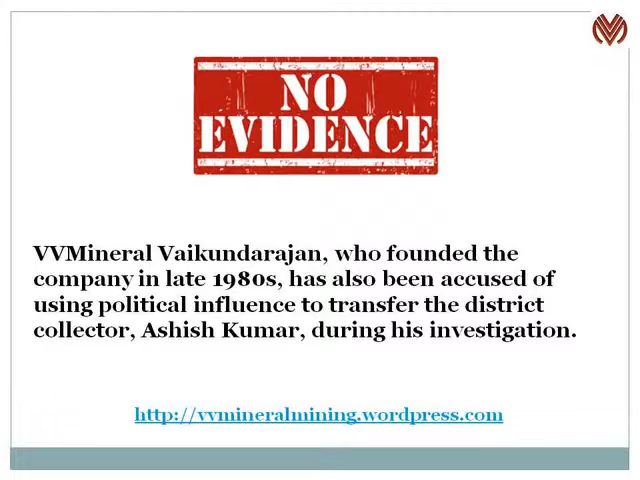 NO
EVIDENCE
VVMineral Vaikundarajan, who founded the
company in late 1980s, has also been accused of
using political influence to transfer the district
collector, Ashish Kumar, during his investigation.
http://vvmineralmining.wordpress.com